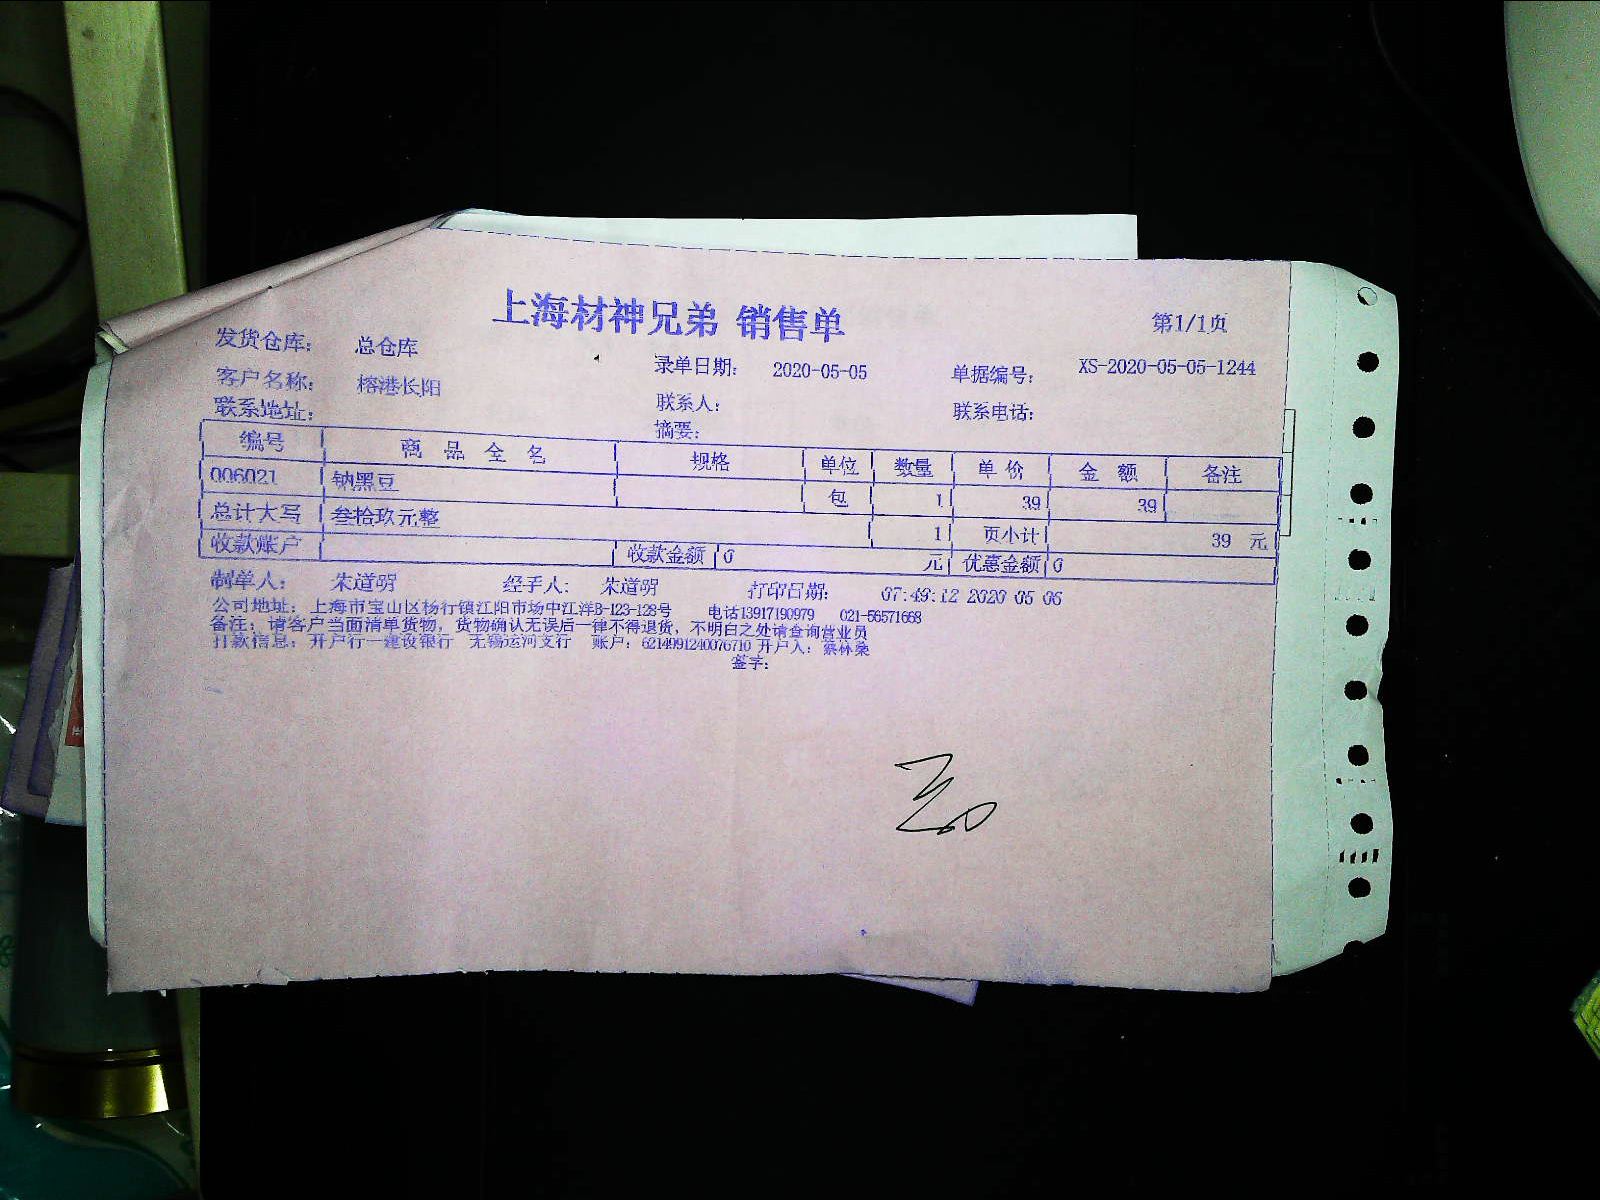 上海材神兄弟 销售单
第1/1页
发货仓库： 总仓库
录单日期： 2020-05-05 单据编号： XS-2020-05-05-1244
客户名称： 榕港长阳
联系人： 联系电话：
联系地址： 摘要：
编号 商品全名 规格 单位 数量 单价 金额 备注
006021 钠黑豆 包 1 39 39
总计大写 叁拾玖元整 1 页小计 39 元
收款账户 收款金额 0 元 优惠金额 0
制单人： 朱道明 经手人： 朱道明 打印日期： 07:49:12 2020 05 06
公司地址：上海市宝山区杨行镇江阳市场中江洋B-123-128号 电话13917190979 021-56571668
备注：请客户当面清单货物，货物确认无误后一律不得退货，不明白之处请查询营业员
打款信息：开户行—建设银行 无锡运河支行 账户：6214991240076710 开户人：蔡林燊
签字：